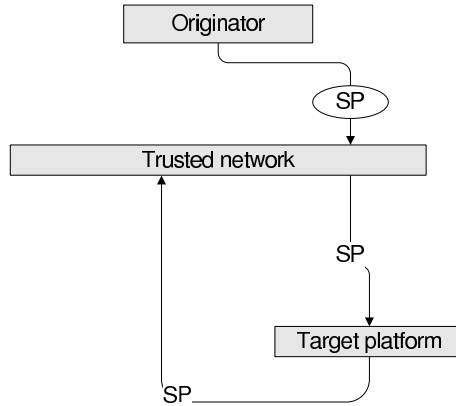 Originator
SP
Trusted network
SP
Target platform
SP